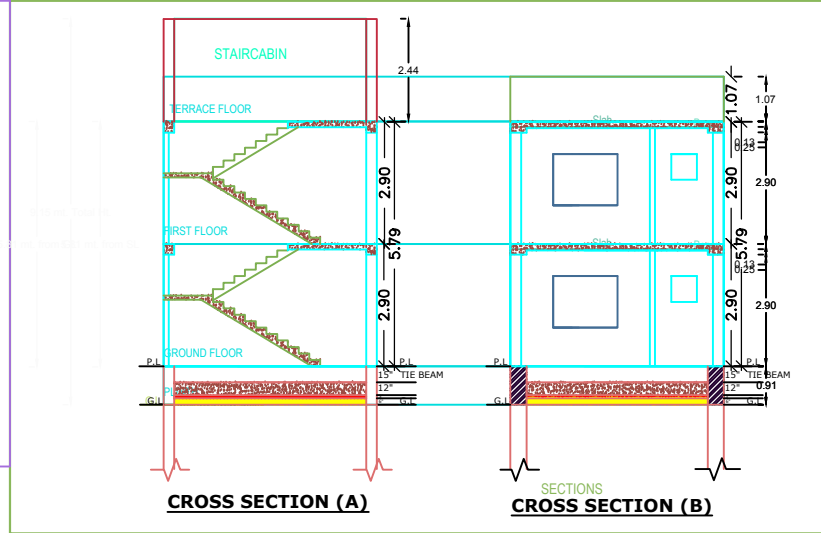 STAIRCABIN
2.44
TERRACE FLOOR
1.07
1.07
Slab
0.13
0.25
2.90
2.90
2.90
5.79
5.79
FIRST FLOOR
Slab
0.13
0.25
2.90
2.90
2.90
GROUND FLOOR
P.L
P.L
P.L
P.L
15" TIE BEAM
15" TIE BEAM
12"
12"
0.91
G.L
G.L
G.L
G.L
SECTIONS
CROSS SECTION (A)
CROSS SECTION (B)